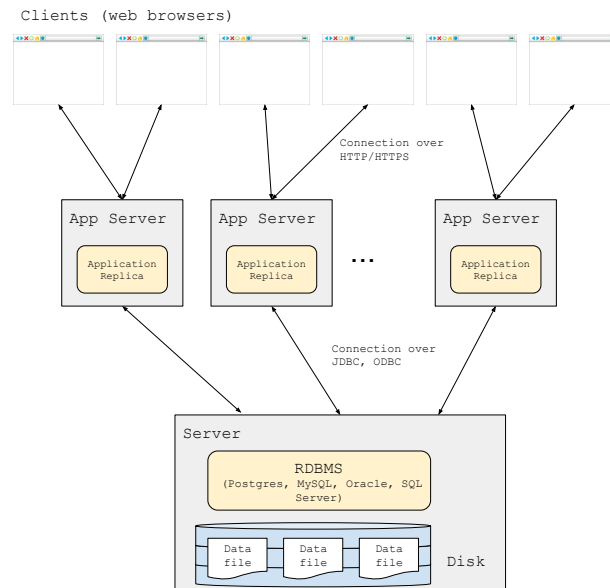 Clients (web browsers)
Connection over
HTTP/HTTPS
App Server
App Server
App Server
Application
Replica
Application
Replica
...
Application
Replica
Connection over
JDBC, ODBC
Server
RDBMS
(Postgres, MySQL, Oracle, SQL
Server)
Data
file
Data
file
Data
file
Disk